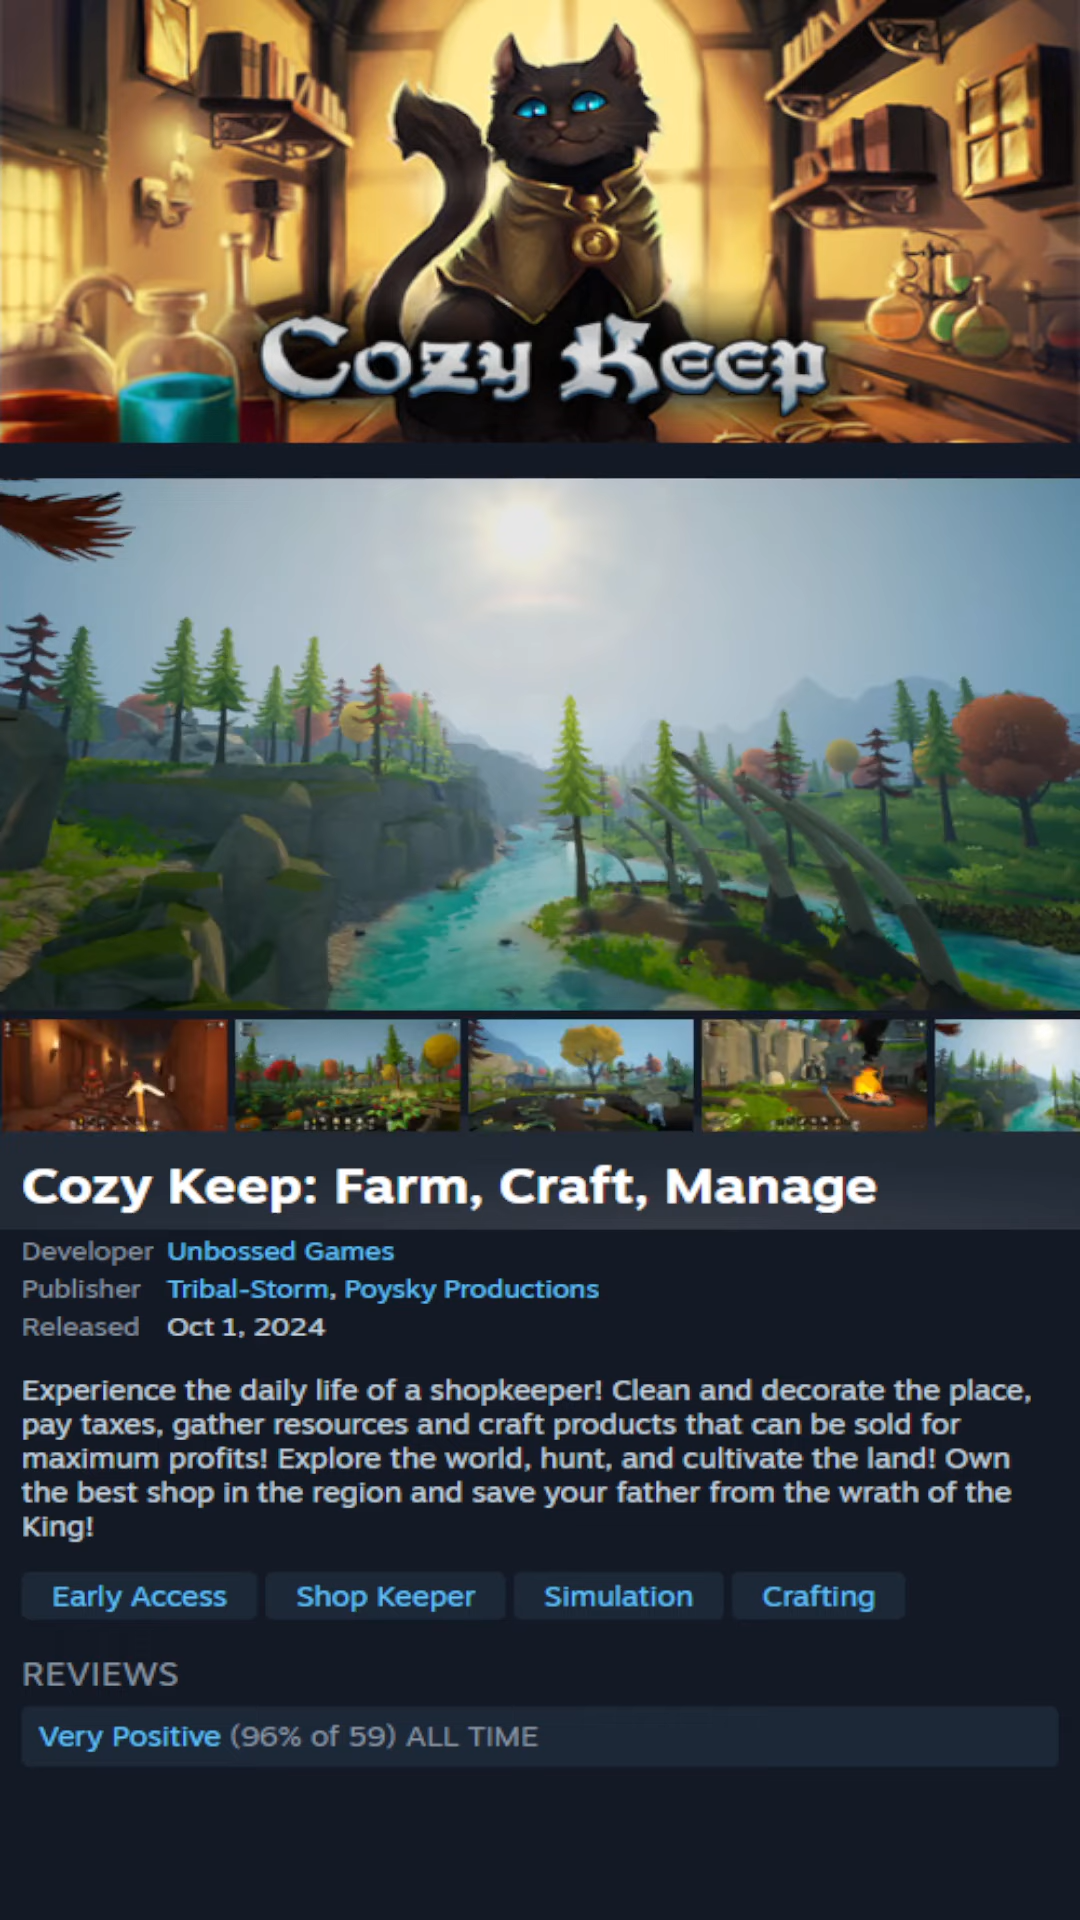 Cozy Keep
Cozy Keep: Farm, Craft, Manage
Developer Unbossed Games
Publisher Tribal-Storm, Poysky Productions
Released Oct 1, 2024
Experience the daily life of a shopkeeper! Clean and decorate the place,
pay taxes, gather resources and craft products that can be sold for
maximum profits! Explore the world, hunt, and cultivate the land! Own
the best shop in the region and save your father from the wrath of the
King!
Early Access Shop Keeper Simulation Crafting
REVIEWS
Very Positive (96% of 59) ALL TIME